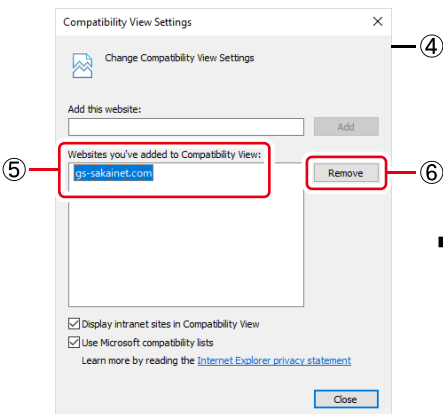 Compatibility View Settings
④
Change Compatibility View Settings
Add this website:
Add
Websites you've added to Compatibility View:
⑤
gs-sakainet.com
Remove
⑥
Display intranet sites in Compatibility View
Use Microsoft compatibility lists
Learn more by reading the Internet Explorer privacy statement
Close